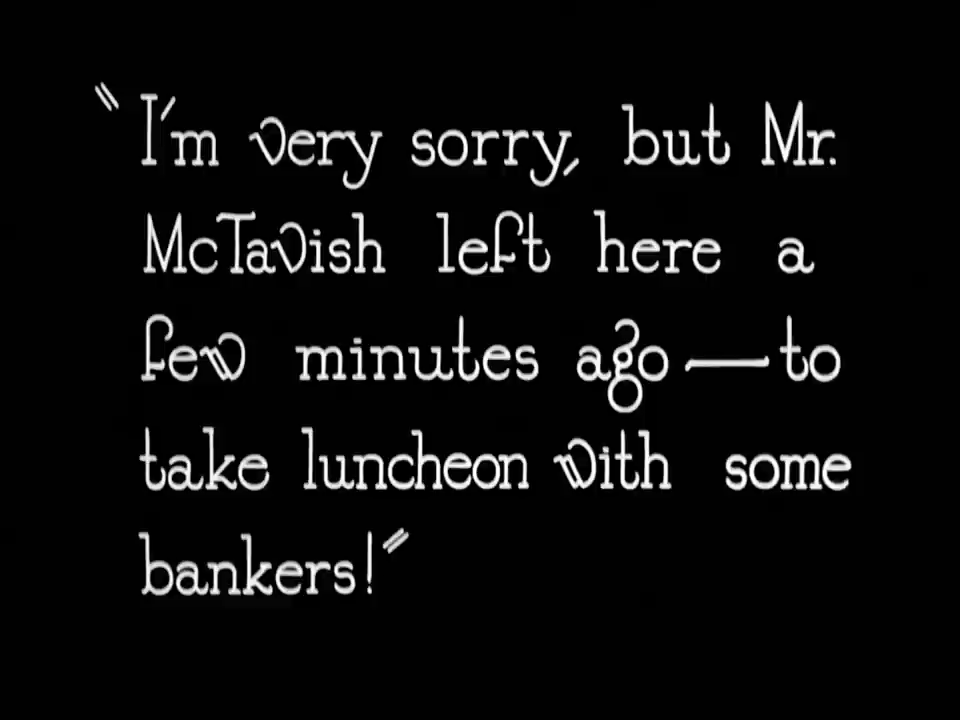 "I'm very sorry, but Mr.
McTavish left here a
few minutes ago — to
take luncheon with some
bankers!"